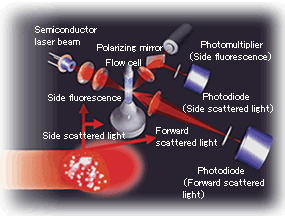 Semiconductor
laser beam
Polarizing mirror
Flow cell
Photomultiplier
(Side fluorescence)
Side fluorescence
Photodiode
(Side scattered light)
Side scattered light
Forward
scattered light
Photodiode
(Forward scattered
light)